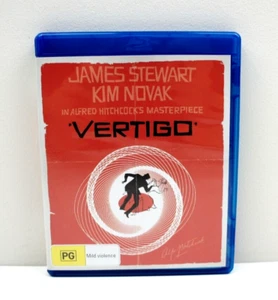 JAMES STEWART
KIM NOVAK
IN ALFRED HITCHCOCK'S MASTERPIECE
'VERTIGO'
PG Mild violence